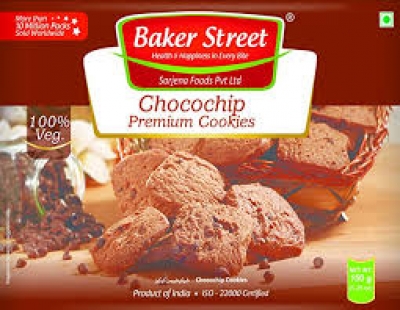 More than
10 Million Packs
Sold Worldwide
Baker Street®
Health & Happiness in Every Bite
Sarjena Foods Pvt Ltd
Chocochip
Premium Cookies
100%
Veg.
Chocochip Cookies
Product of India • ISO - 22000 Certified
NET WT.
150 g